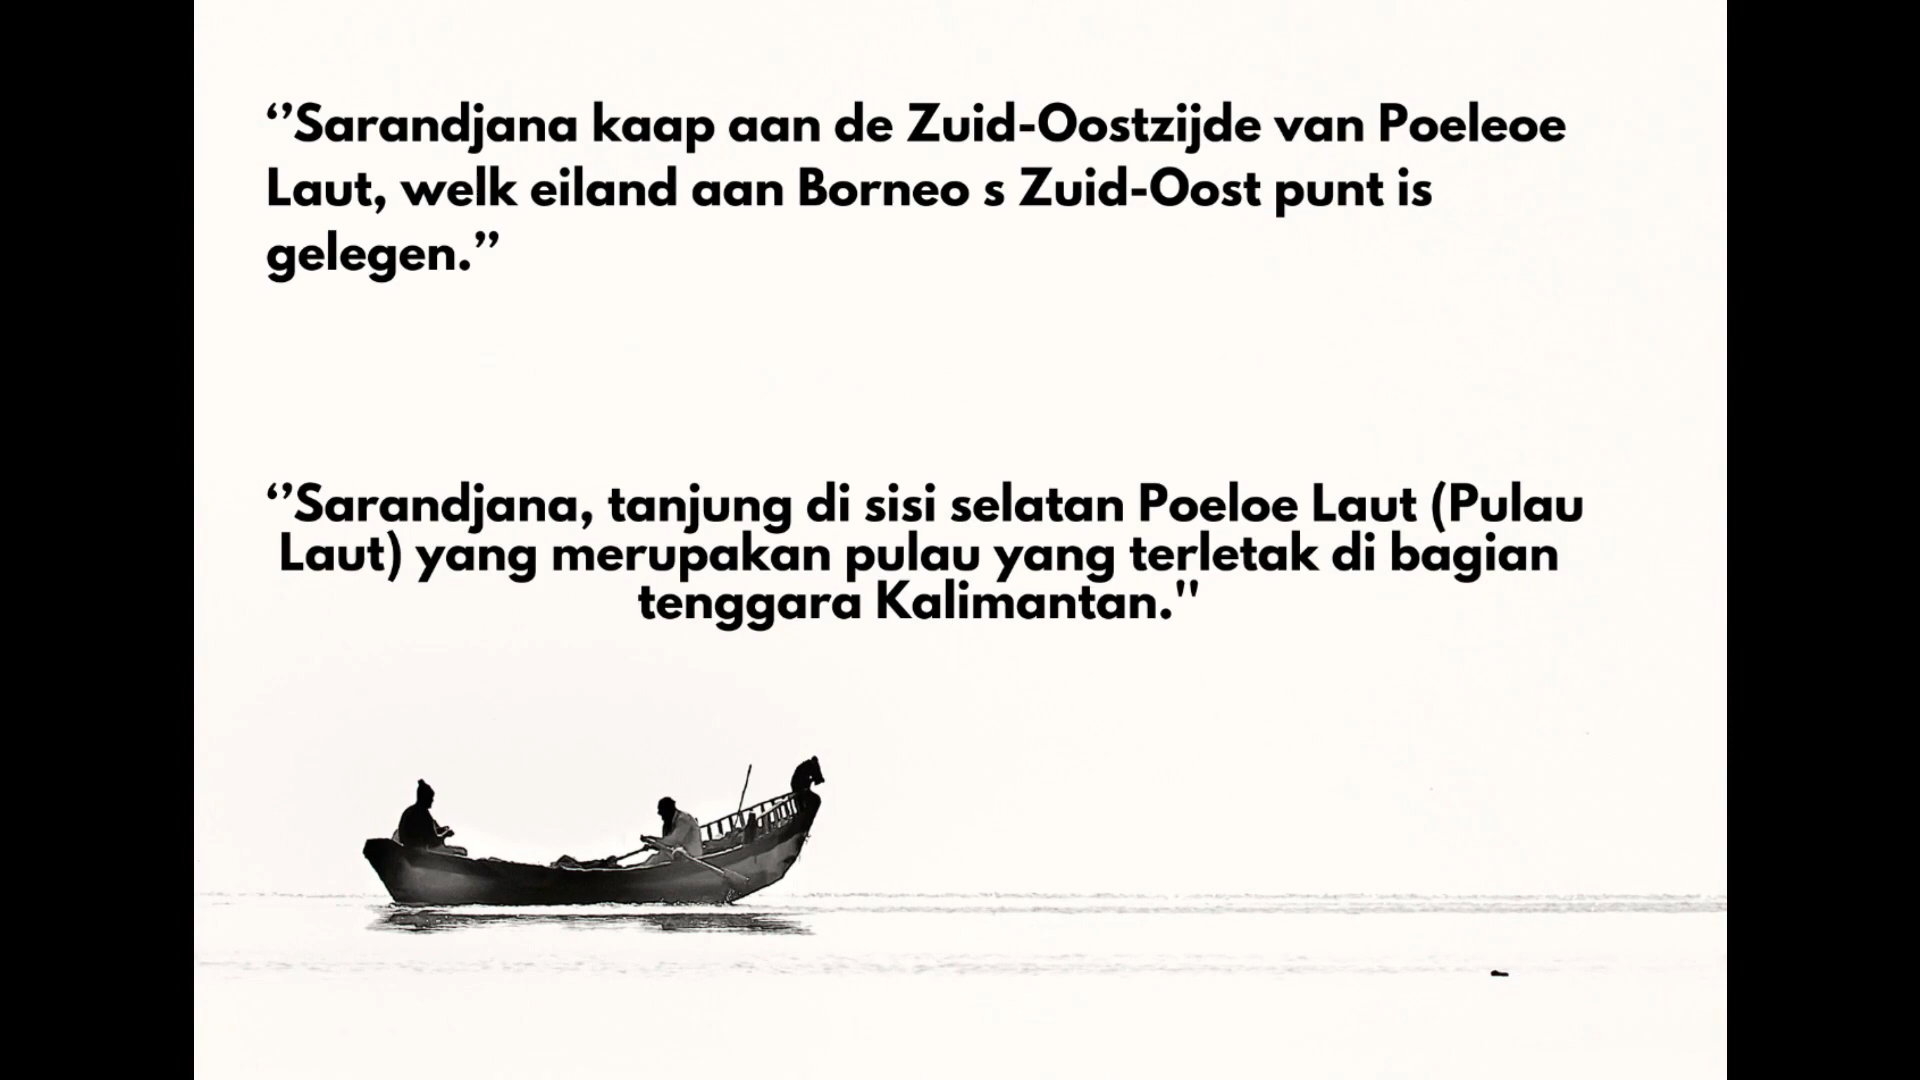 ‘’Sarandjana kaap aan de Zuid-Oostzijde van Poeleoe
Laut, welk eiland aan Borneo s Zuid-Oost punt is
gelegen.’’
‘’Sarandjana, tanjung di sisi selatan Poeloe Laut (Pulau
Laut) yang merupakan pulau yang terletak di bagian
tenggara Kalimantan."